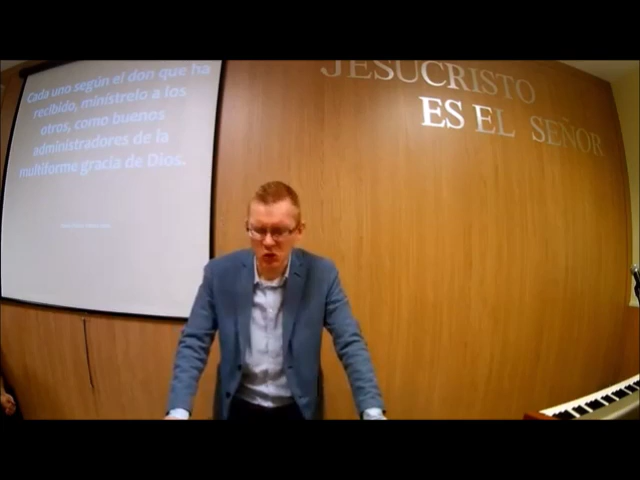 Cada uno según el don que ha
recibido, minístrelo a los
otros, como buenos
administradores de la
multiforme gracia de Dios.
JESUCRISTO
ES EL SEÑOR